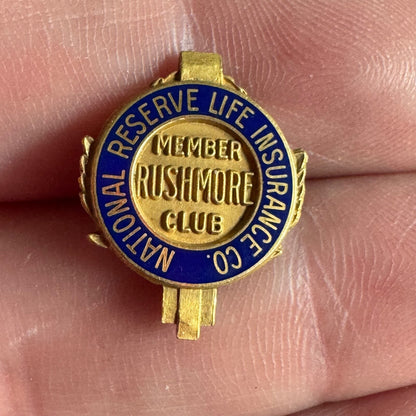 NATIONAL RESERVE LIFE INSURANCE CO.
MEMBER
RUSHMORE
CLUB